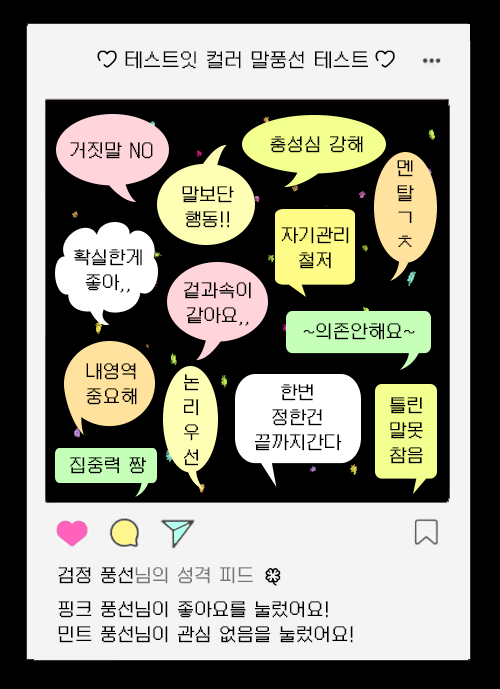 ♡ 테스트잇 컬러 말풍선 테스트 ♡
거짓말 NO
충성심 강해
말보단
행동!!
멘
탈
ㄱ
ㅊ
자기관리
철저
확실한게
좋아,,
겉과속이
같아요,,
~의존안해요~
내영역
중요해
논
리
우
선
한번
정한건
끝까지간다
틀린
말못
참음
집중력 짱
검정 풍선님의 성격 피드
핑크 풍선님이 좋아요를 눌렀어요!
민트 풍선님이 관심 없음을 눌렀어요!